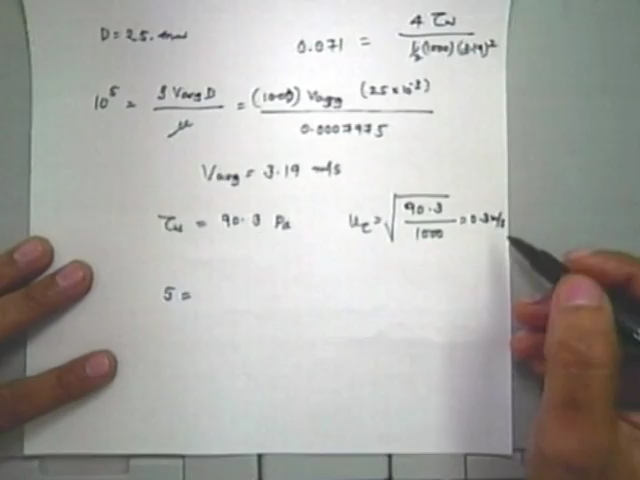 D = 25. mm
0.071 = 4 τw / ½ (1000) (3.19)²
10⁵ = ρ Vavg D / μ = (1000) Vavg (25 × 10⁻³) / 0.0007975
Vavg = 3.19 m/s
τw = 90.3 Pa uτ = √(90.3 / 1000) = 0.3 m/s
5 =